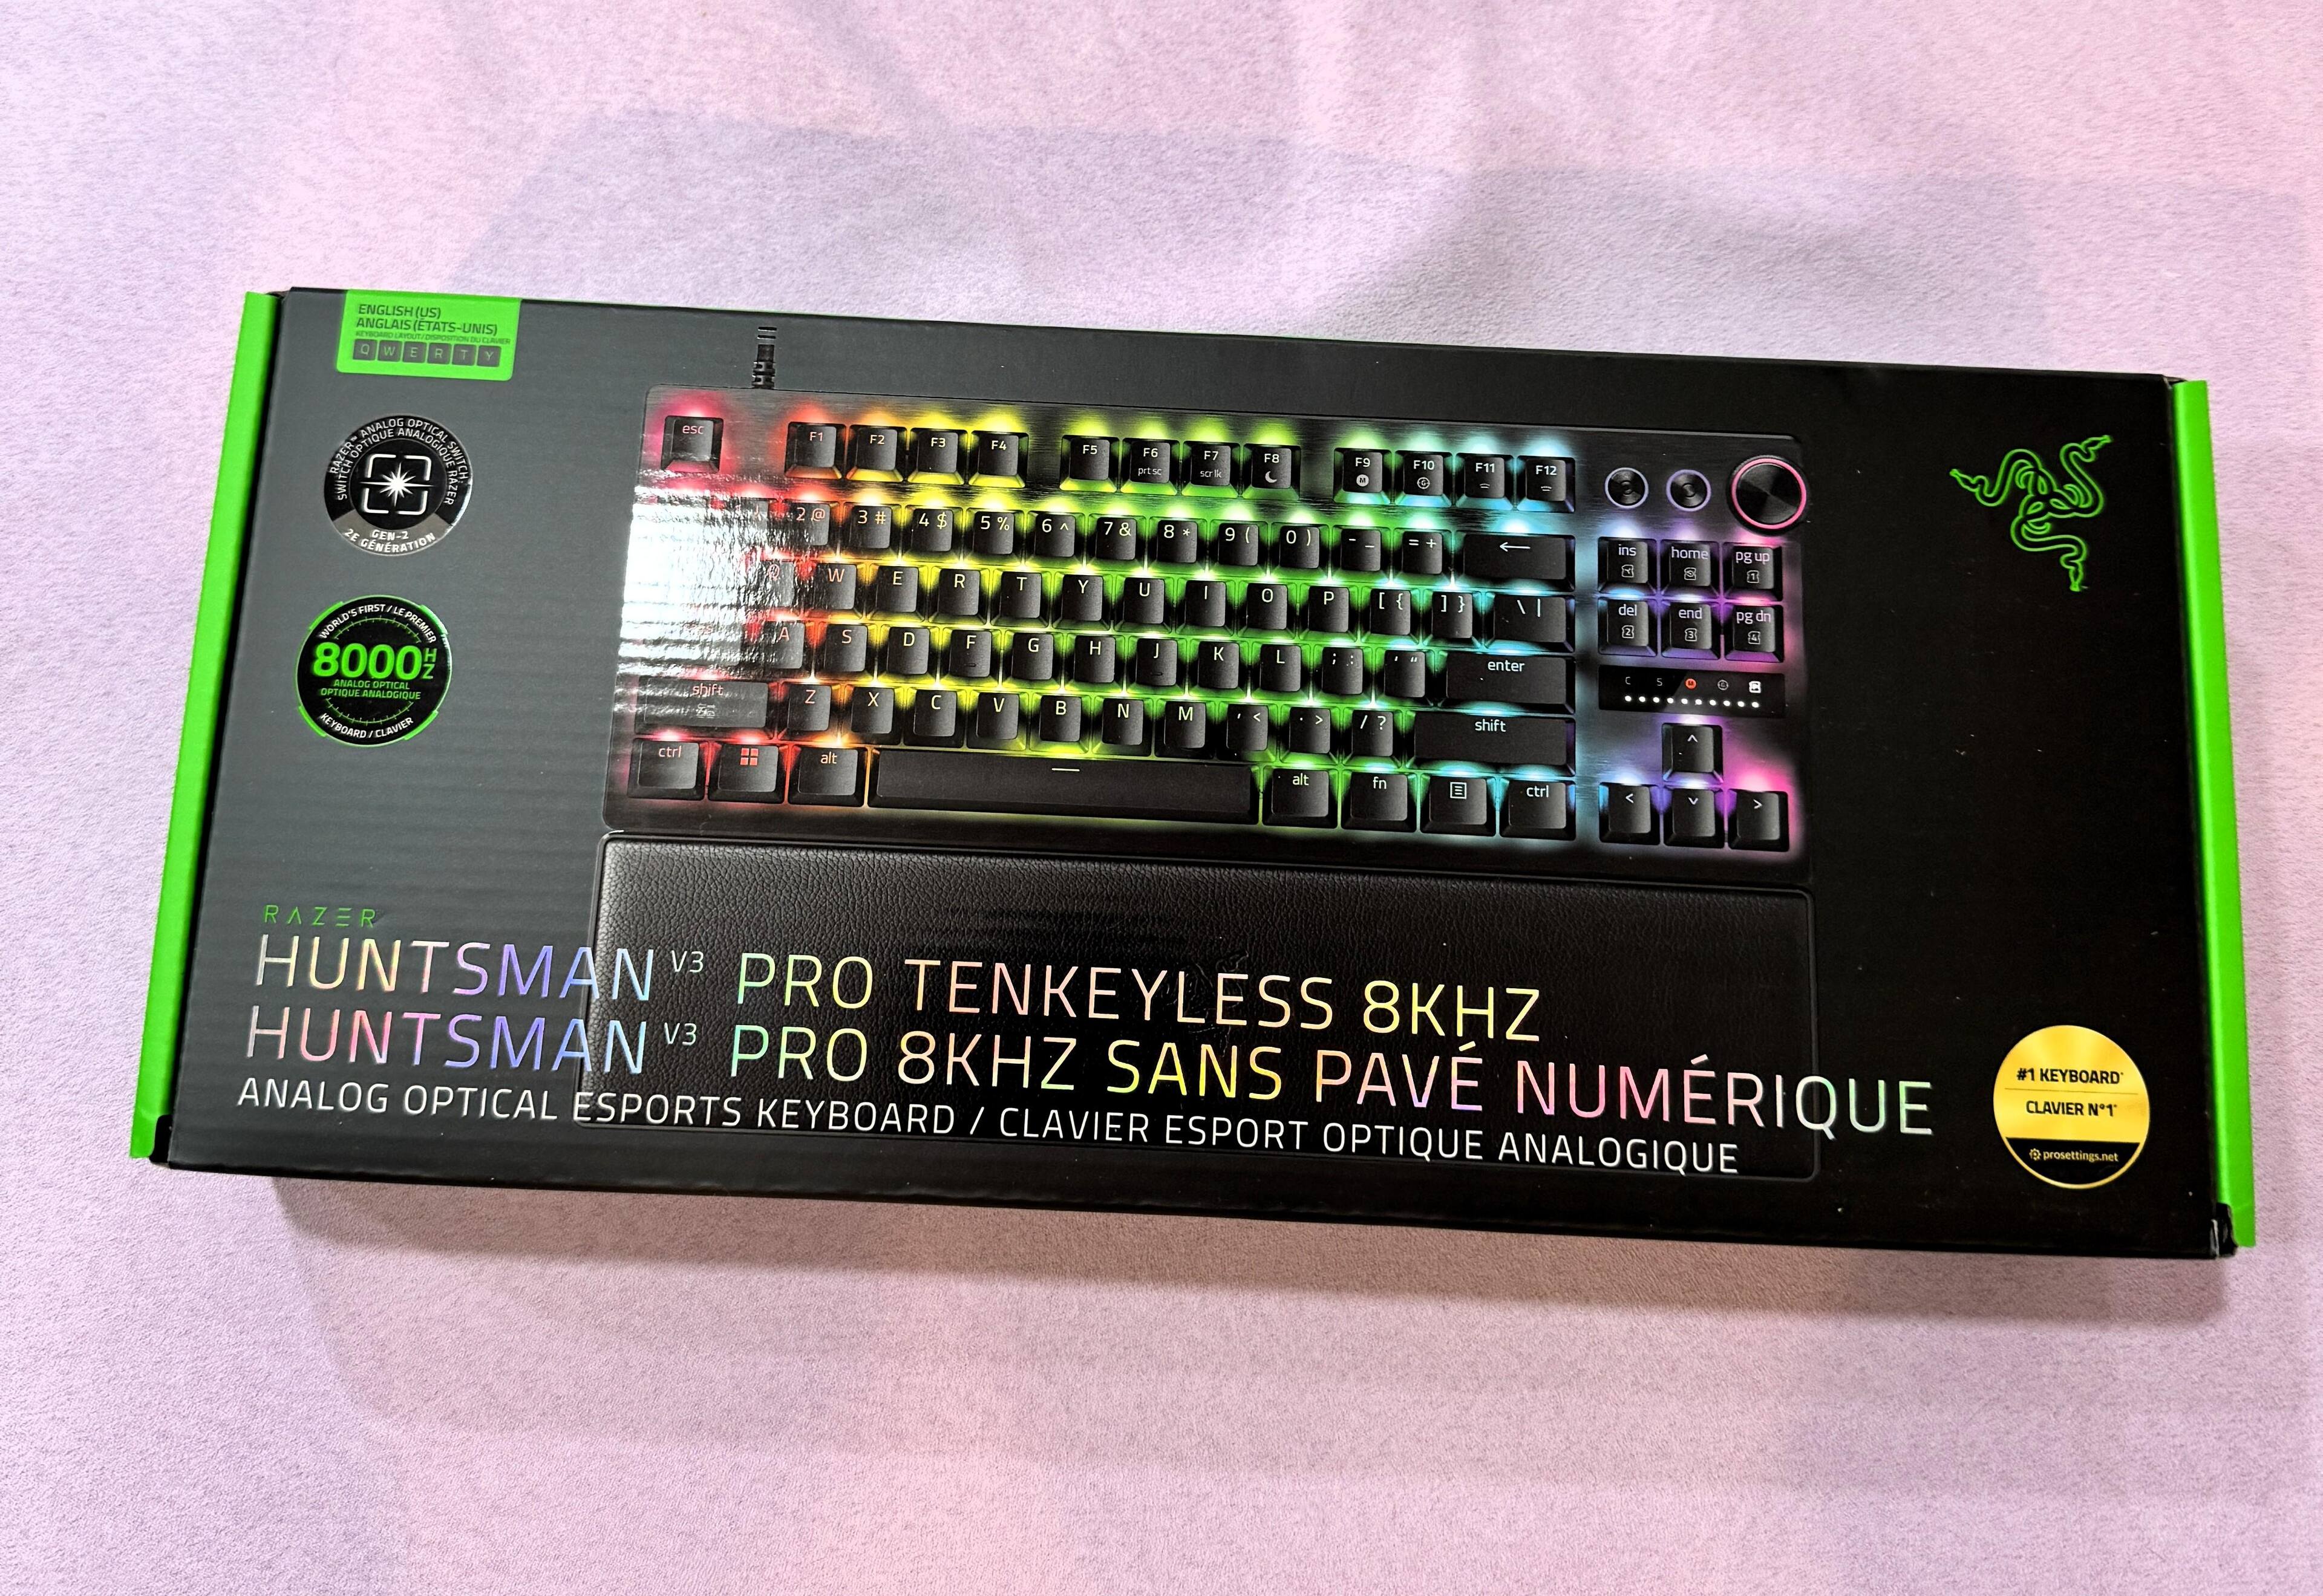 ENGLISH (US)
ANGLAIS (ÉTATS-UNIS)
KEYBOARD LAYOUT/DISPOSITION DU CLAVIER
Q W E R T Y
RAZER™ ANALOG OPTICAL SWITCH
SWITCH OPTIQUE ANALOGIQUE RAZER
GEN-2
2E GÉNÉRATION
WORLD'S FIRST / LE PREMIER
8000HZ
ANALOG OPTICAL
OPTIQUE ANALOGIQUE
KEYBOARD / CLAVIER
esc F1 F2 F3 F4 F5 F6 F7 F8 F9 F10 F11 F12
prt sc scr lk M G
2 @ 3 # 4 $ 5 % 6 ^ 7 & 8 * 9 ( 0 ) - _ = + ← ins home pg up
Q W E R T Y U I O P [ { ] } \ | del end pg dn
A S D F G H J K L ; : ' " enter
C S M
shift Z X C V B N M , < . > / ? shift ^
ctrl alt alt fn ctrl < v >
RAZER
HUNTSMAN V3 PRO TENKEYLESS 8KHZ
HUNTSMAN V3 PRO 8KHZ SANS PAVÉ NUMÉRIQUE
ANALOG OPTICAL ESPORTS KEYBOARD / CLAVIER ESPORT OPTIQUE ANALOGIQUE
#1 KEYBOARD*
CLAVIER N°1*
prosettings.net